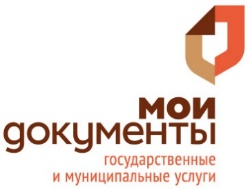 мои
документы
государственные
и муниципальные услуги